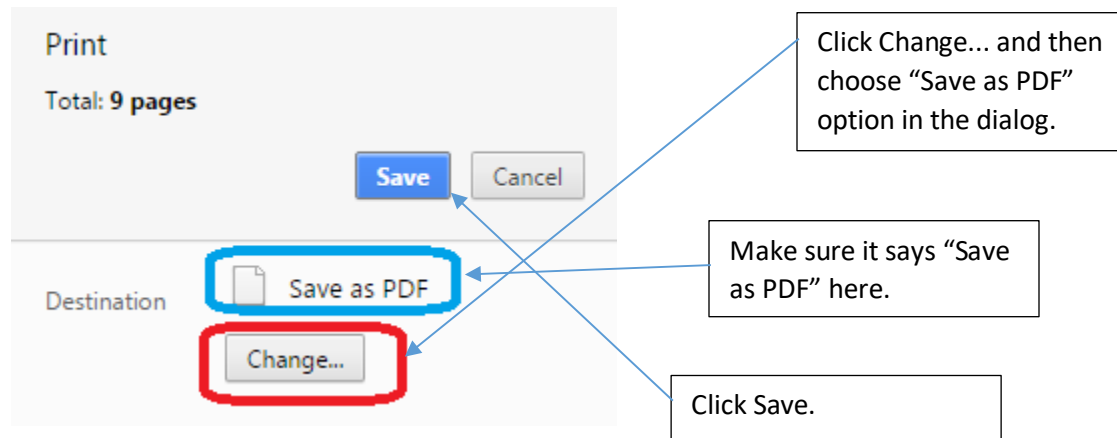 Print
Total: 9 pages
Save
Cancel
Destination
Save as PDF
Change...
Click Change... and then
choose “Save as PDF”
option in the dialog.
Make sure it says “Save
as PDF” here.
Click Save.